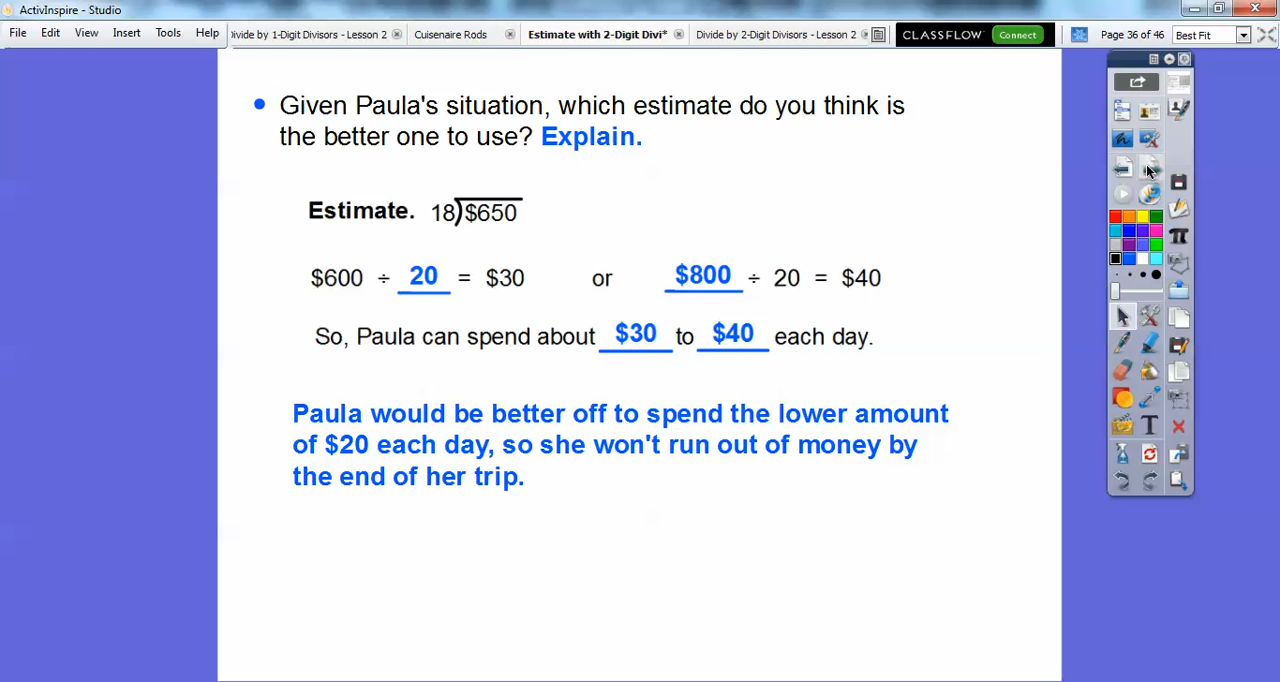 ActivInspire - Studio
File Edit View Insert Tools Help
Divide by 1-Digit Divisors - Lesson 2 Cuisenaire Rods Estimate with 2-Digit Divi* Divide by 2-Digit Divisors - Lesson 2 CLASSFLOW Connect Page 36 of 46 Best Fit
• Given Paula's situation, which estimate do you think is
the better one to use? Explain.
Estimate. 18)$650
$600 ÷ 20 = $30 or $800 ÷ 20 = $40
So, Paula can spend about $30 to $40 each day.
Paula would be better off to spend the lower amount
of $20 each day, so she won't run out of money by
the end of her trip.